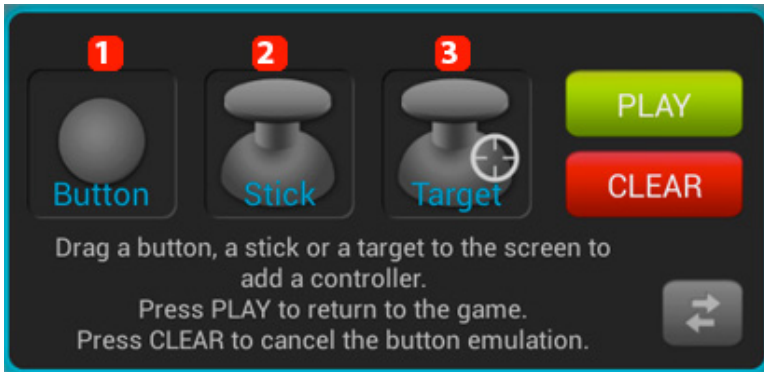 1 2 3
Button Stick Target
PLAY
CLEAR
Drag a button, a stick or a target to the screen to
add a controller.
Press PLAY to return to the game.
Press CLEAR to cancel the button emulation.